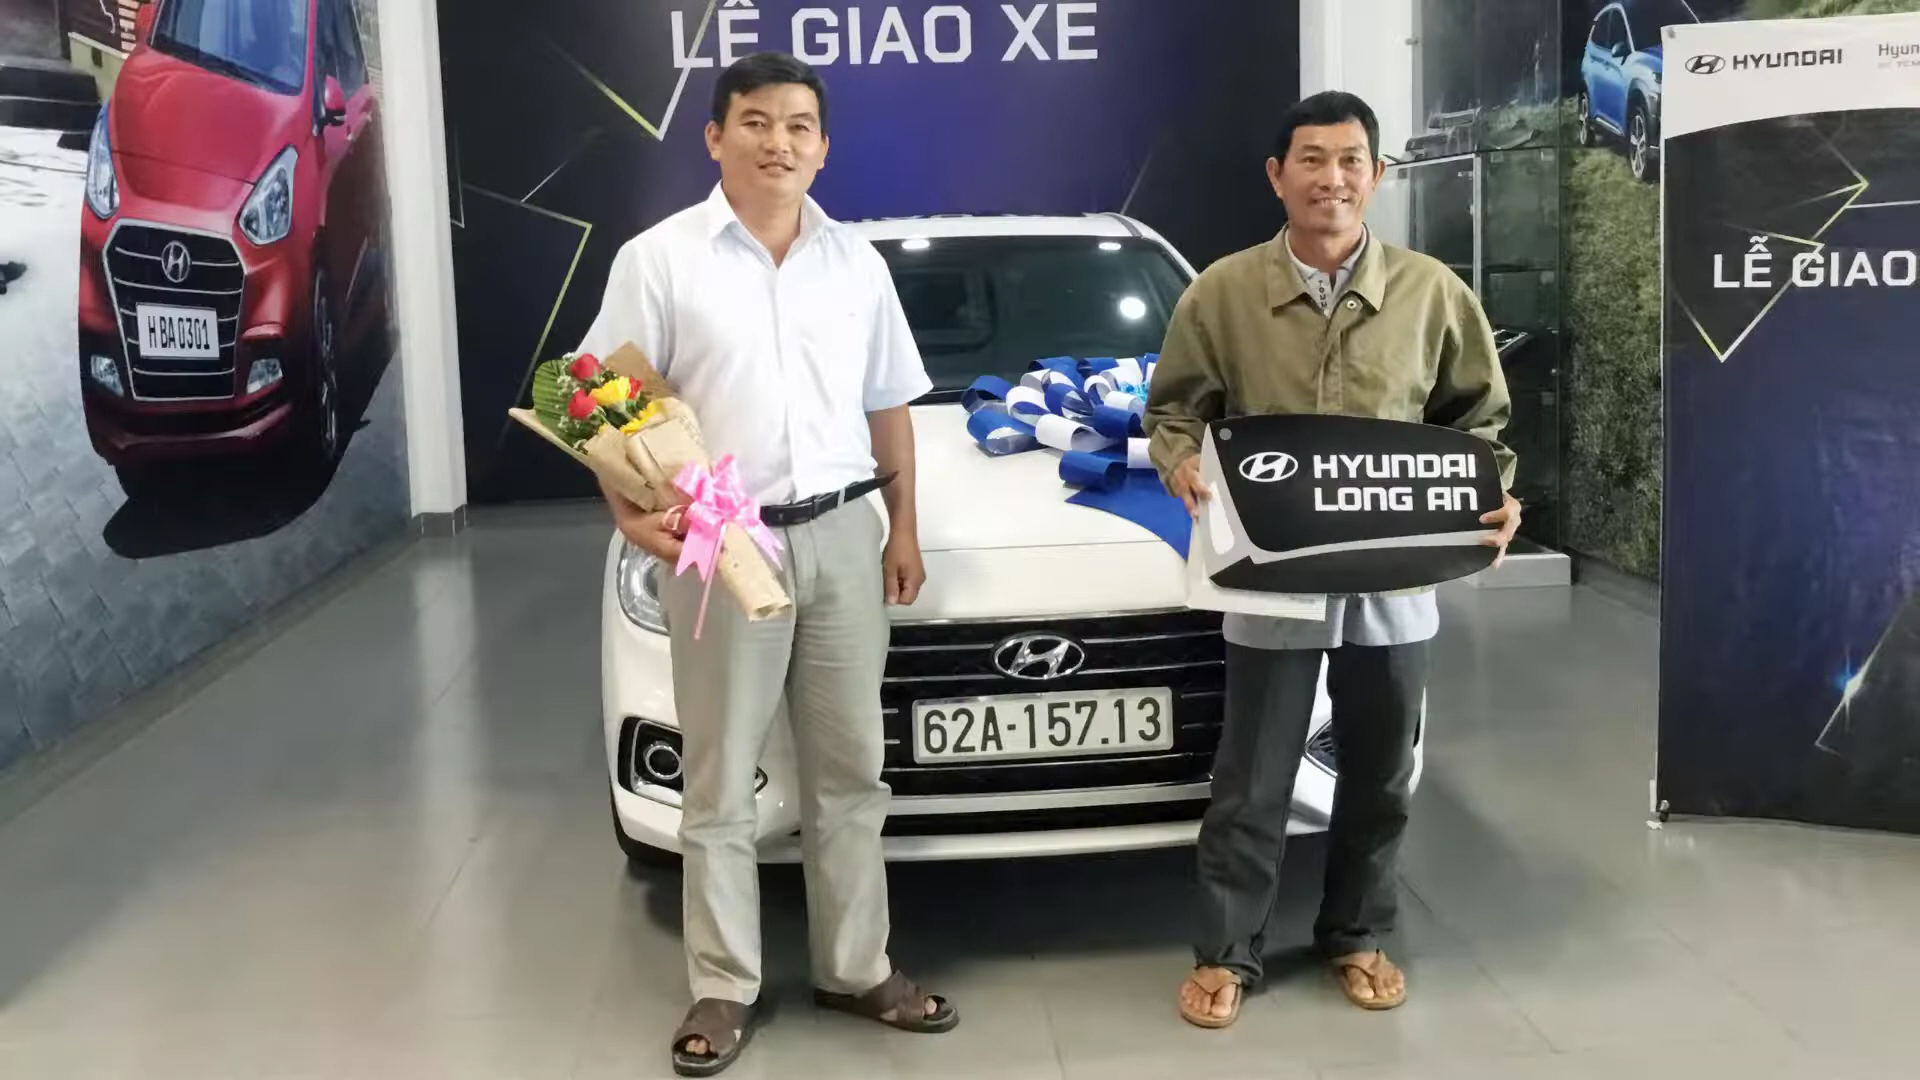 LỄ GIAO XE
HYUNDAI
LỄ GIAO
H BA 0301
HYUNDAI
LONG AN
62A-157.13